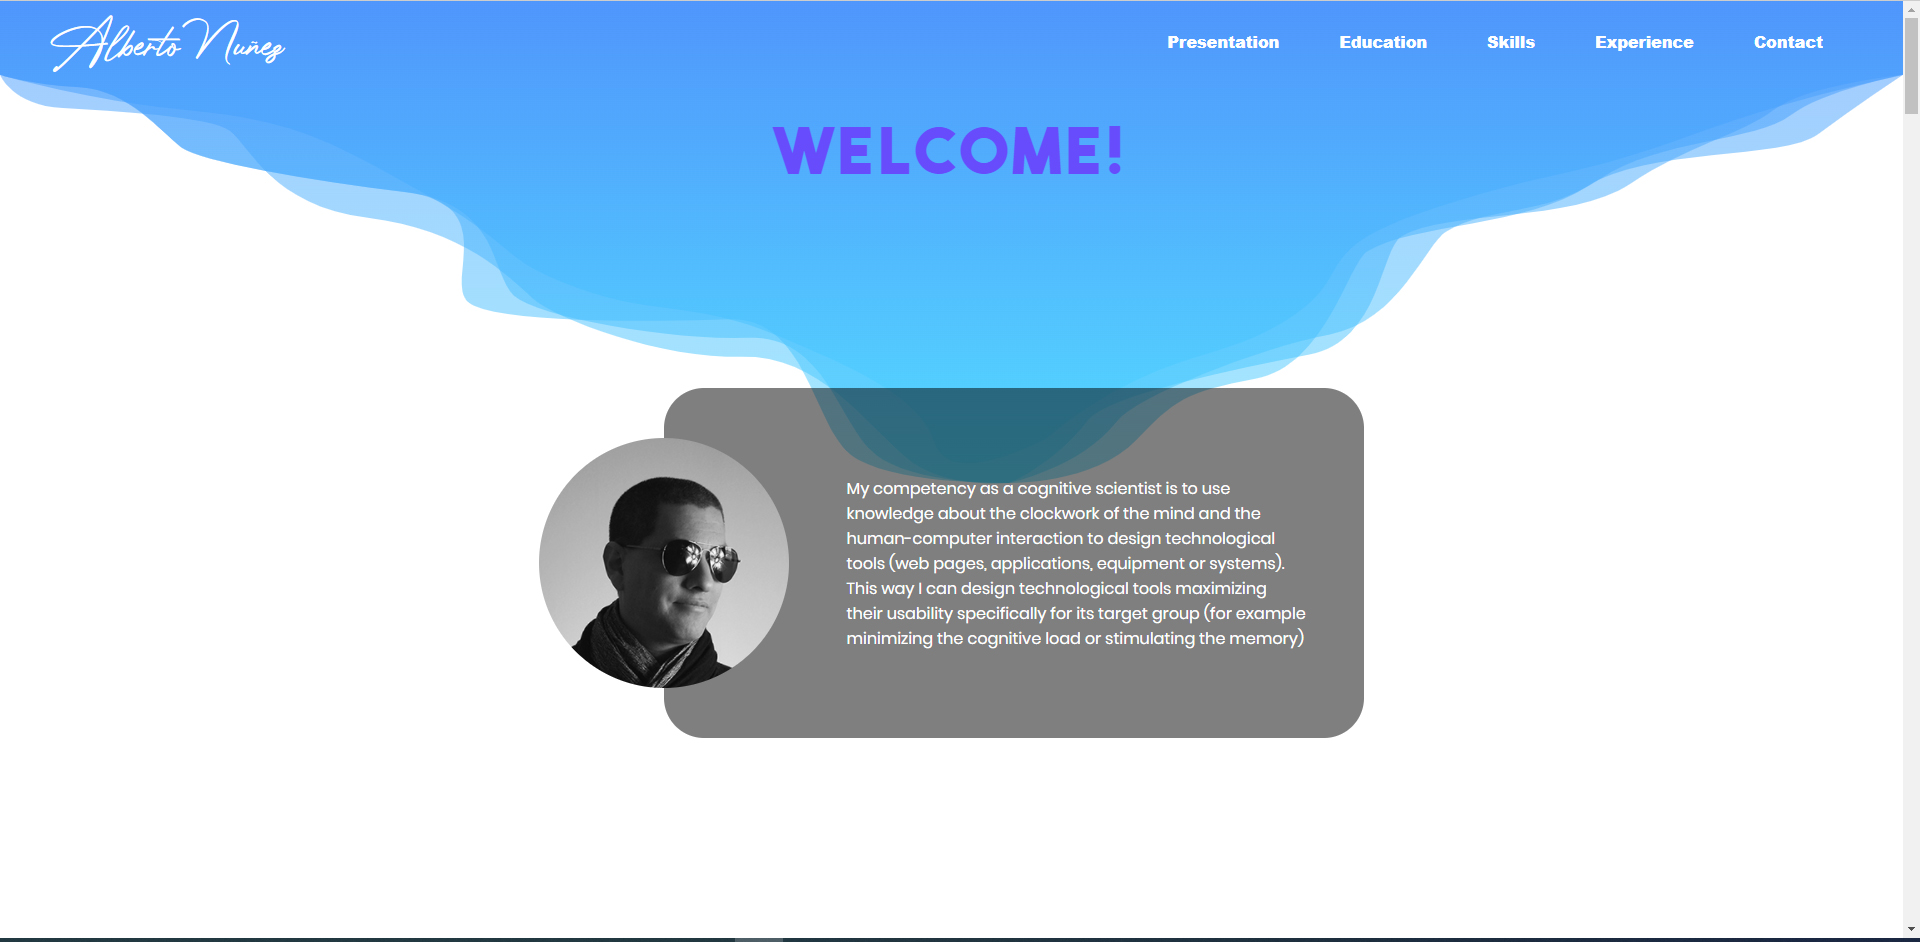 Alberto Nuñez
Presentation
Education
Skills
Experience
Contact
WELCOME!
My competency as a cognitive scientist is to use
knowledge about the clockwork of the mind and the
human-computer interaction to design technological
tools (web pages, applications, equipment or systems).
This way I can design technological tools maximizing
their usability specifically for its target group (for example
minimizing the cognitive load or stimulating the memory)